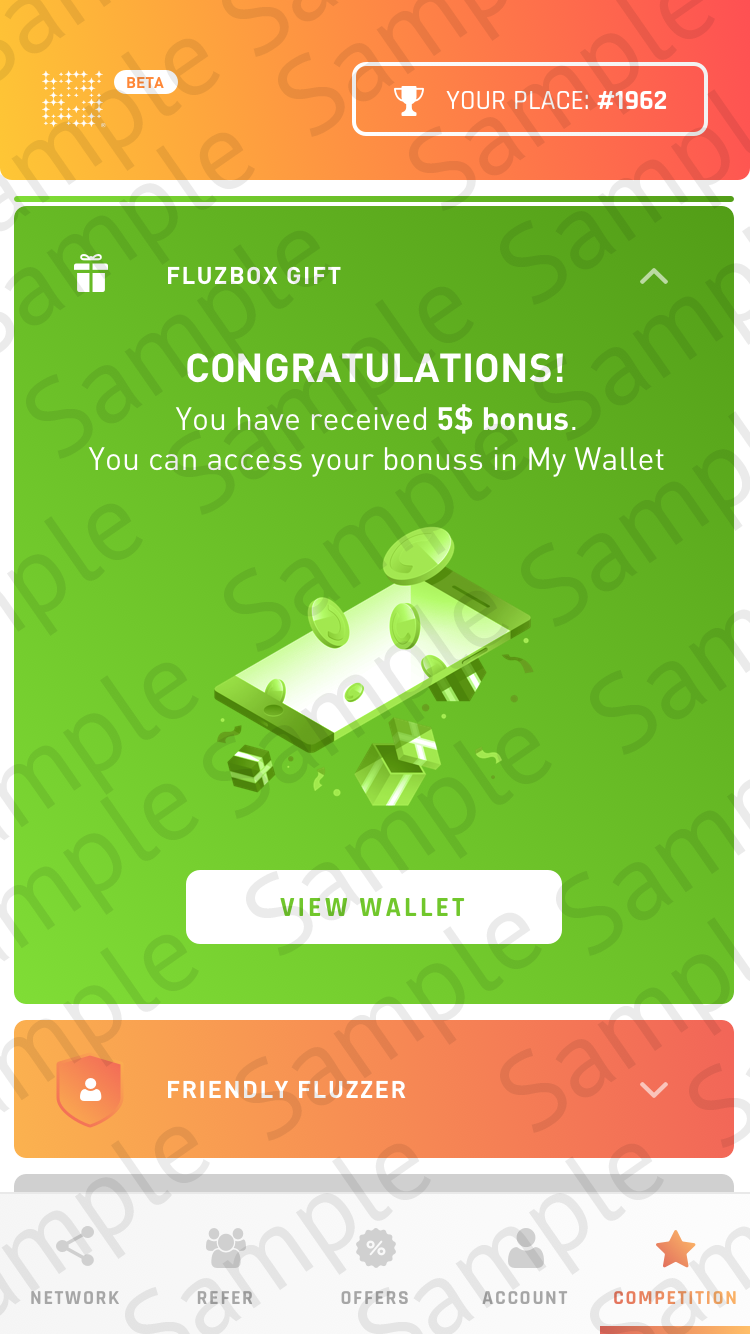 BETA
YOUR PLACE: #1962
FLUZBOX GIFT
CONGRATULATIONS!
You have received 5$ bonus.
You can access your bonuss in My Wallet
VIEW WALLET
FRIENDLY FLUZZER
NETWORK
REFER
OFFERS
ACCOUNT
COMPETITION
Sample